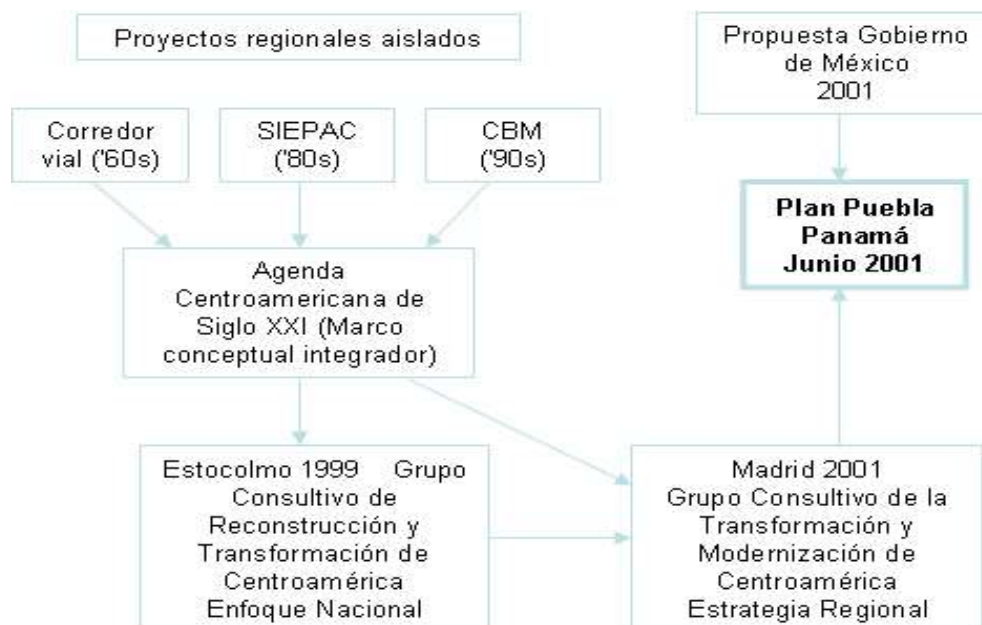 Proyectos regionales aislados
Propuesta Gobierno
de México
2001
Corredor
vial ('60s)
SIEPAC
('80s)
CBM
('90s)
Plan Puebla
Panamá
Junio 2001
Agenda
Centroamericana de
Siglo XXI (Marco
conceptual integrador)
Estocolmo 1999 Grupo
Consultivo de
Reconstrucción y
Transformación de
Centroamérica
Enfoque Nacional
Madrid 2001
Grupo Consultivo de la
Transformación y
Modernización de
Centroamérica
Estrategia Regional